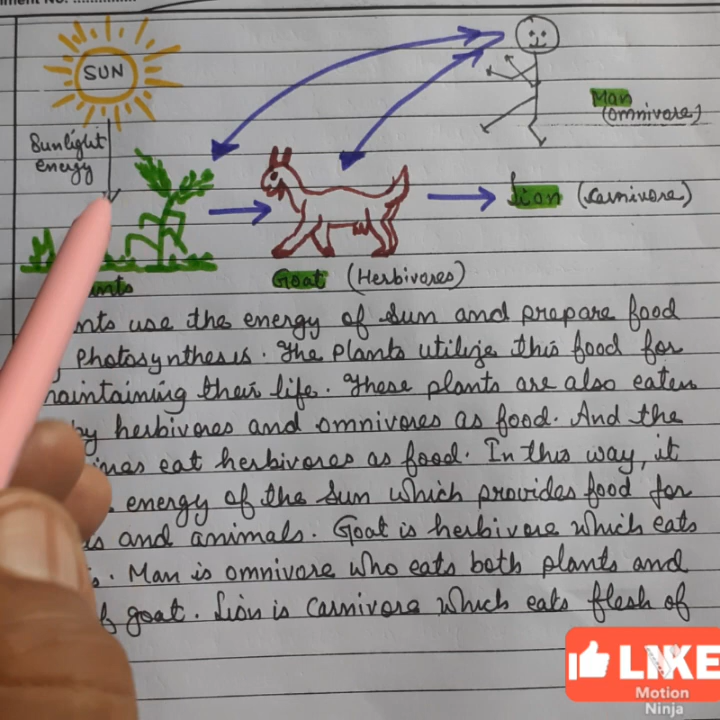 SUN
Sunlight
energy
Man
(omnivore)
Lion (Carnivore)
Goat (Herbivores)
use the energy of Sun and prepare food
Photosynthesis. The plants utilize this food for
maintaining their life. These plants are also eaten
by herbivores and omnivores as food. And the
eat herbivores as food. In this way, it
energy of the Sun which provides food for
and animals. Goat is herbivore which eats
Man is omnivore who eats both plants and
goat. Lion is Carnivore which eats flesh of
LIKE
Motion
Ninja